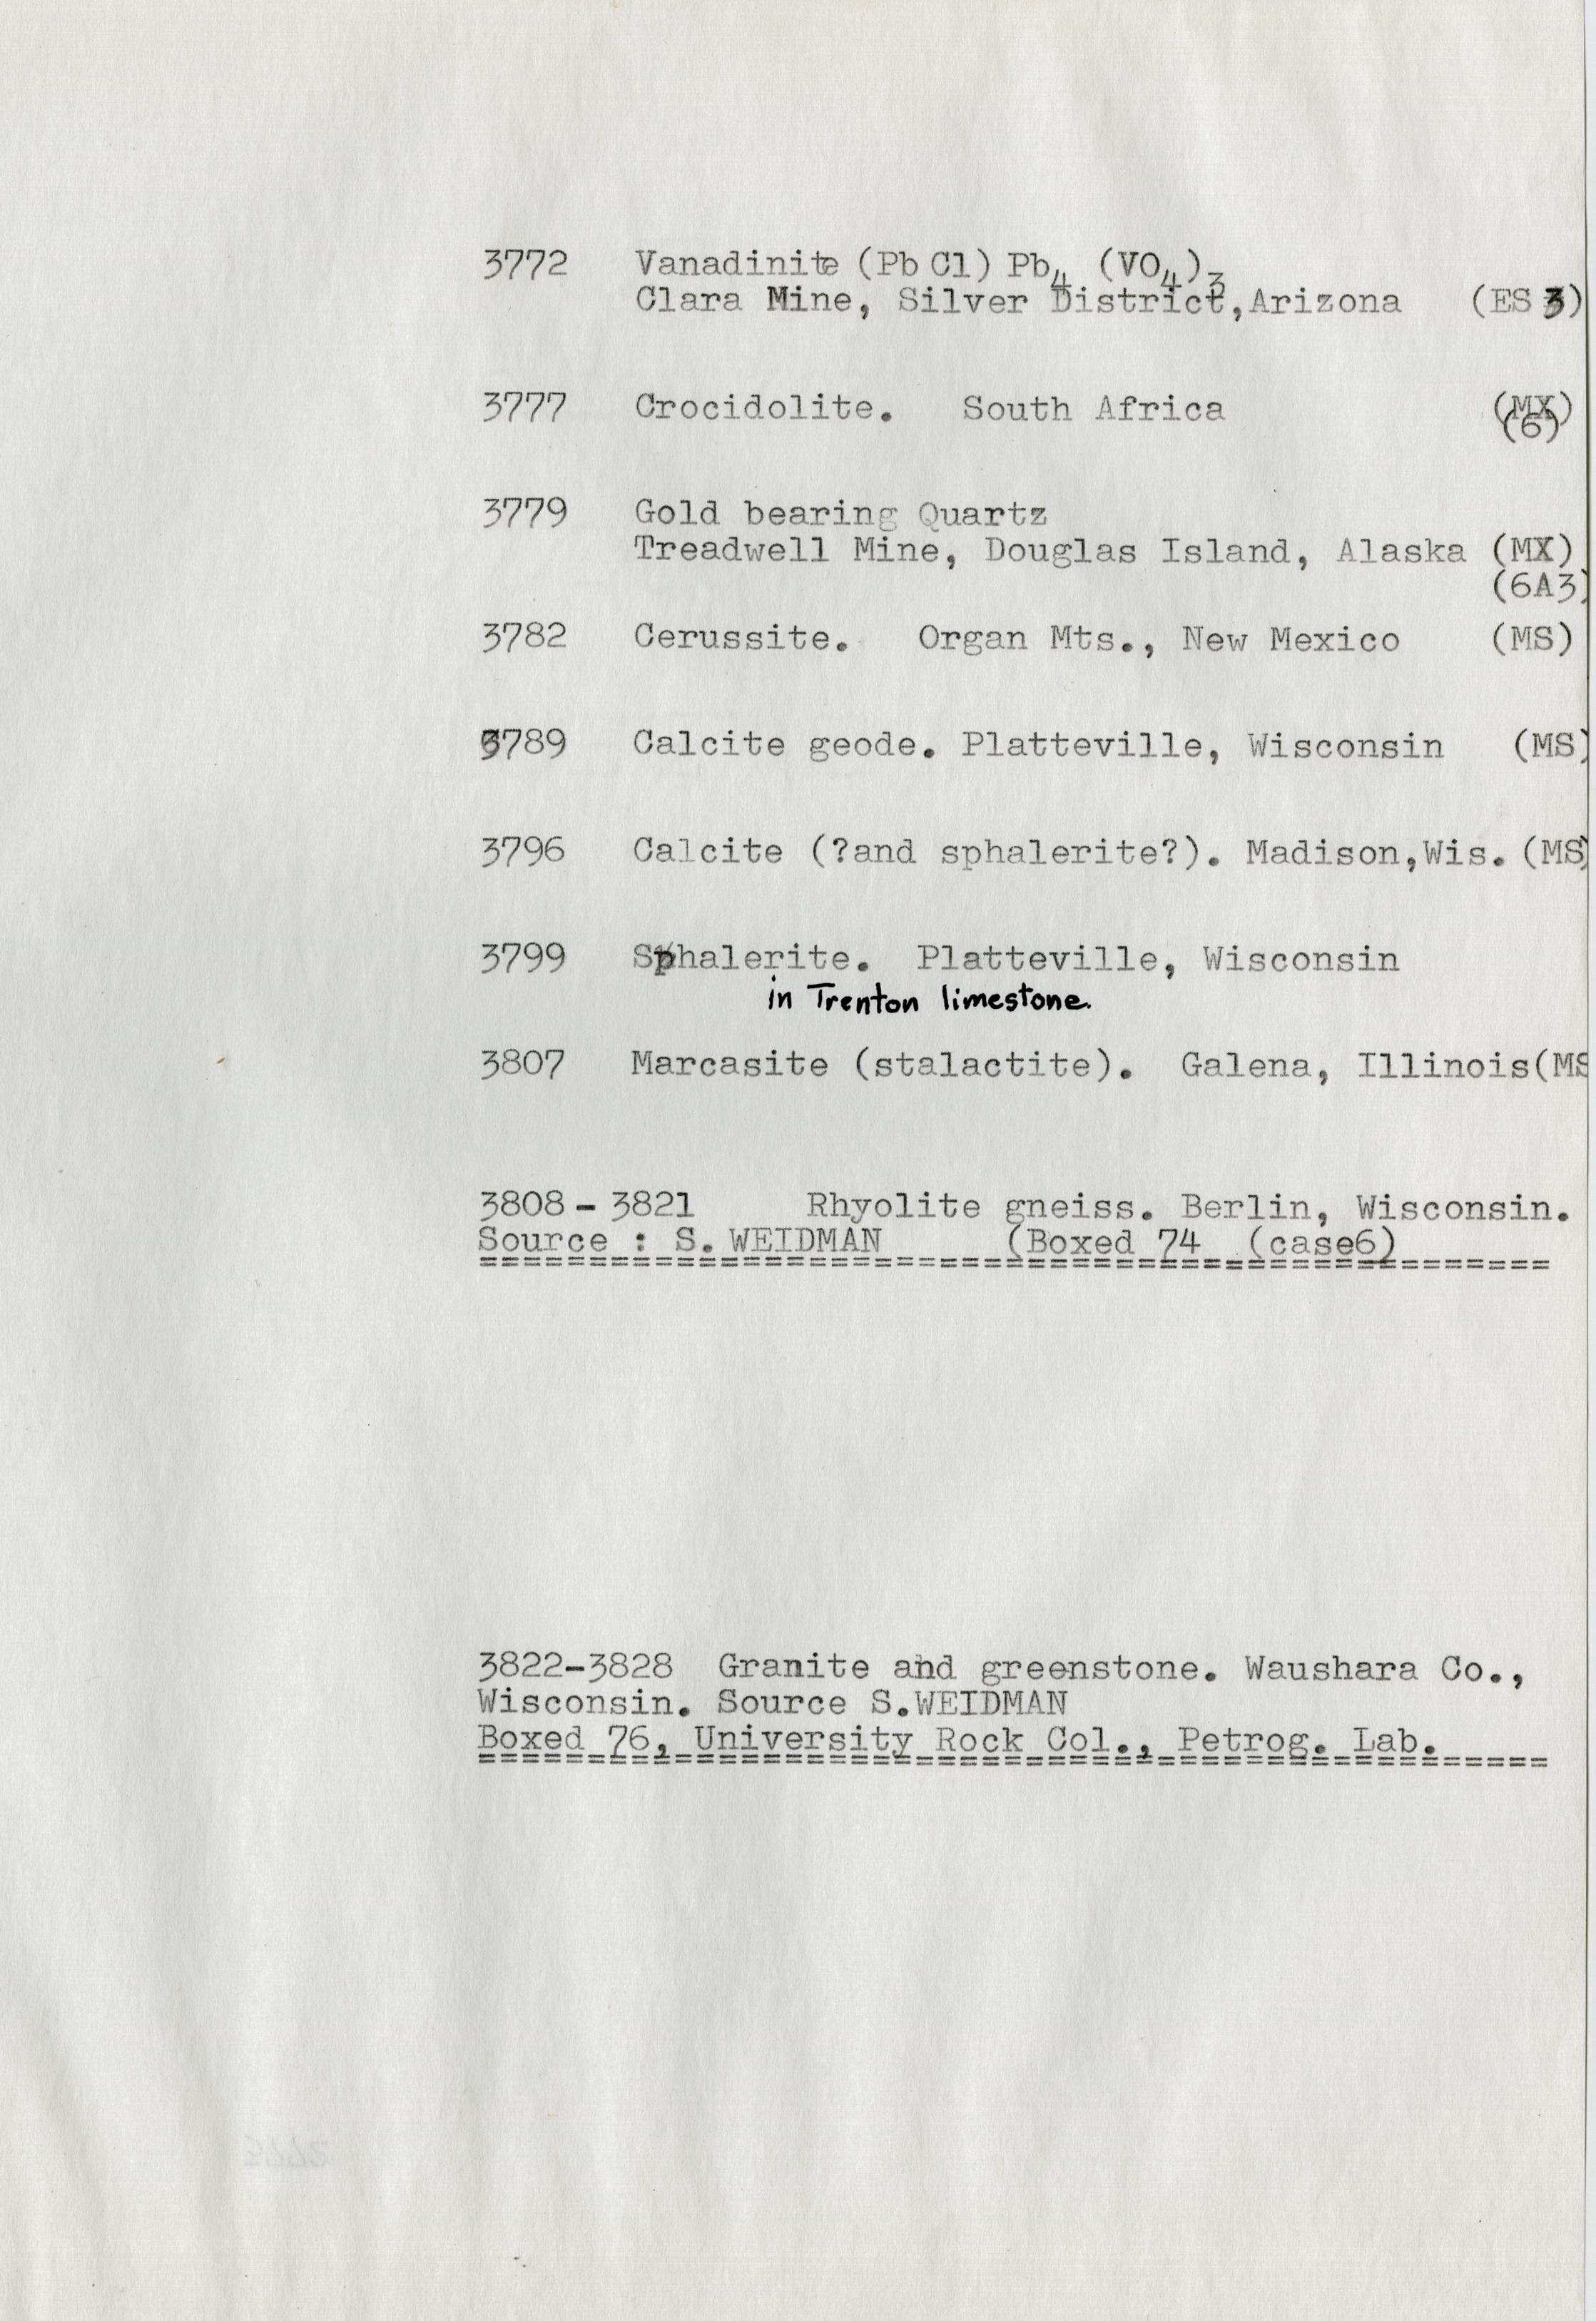 3772 Vanadinite (Pb Cl) Pb4 (VO4)3
Clara Mine, Silver District, Arizona (ES 3)
3777 Crocidolite. South Africa (MX)
(6)
3779 Gold bearing Quartz
Treadwell Mine, Douglas Island, Alaska (MX)
(6A3)
3782 Cerussite. Organ Mts., New Mexico (MS)
3789 Calcite geode. Platteville, Wisconsin (MS)
3796 Calcite (?and sphalerite?). Madison,Wis. (MS)
3799 Sphalerite. Platteville, Wisconsin
in Trenton limestone.
3807 Marcasite (stalactite). Galena, Illinois(MS
3808 - 3821 Rhyolite gneiss. Berlin, Wisconsin.
Source : S. WEIDMAN (Boxed 74 (case6)
3822-3828 Granite and greenstone. Waushara Co.,
Wisconsin. Source S.WEIDMAN
Boxed 76, University Rock Col., Petrog. Lab.